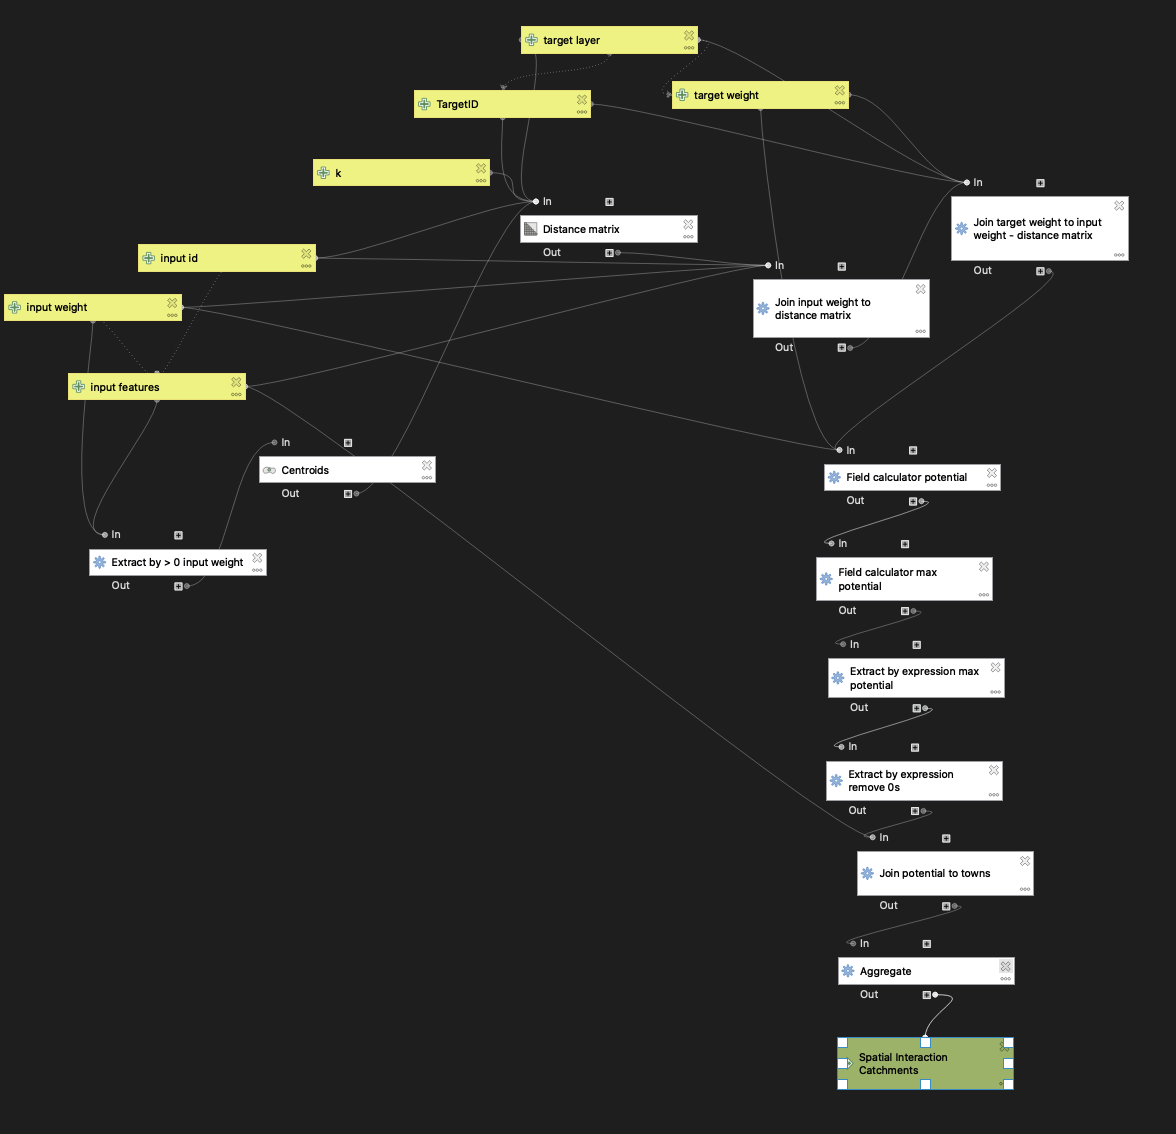 target layer
TargetID
target weight
k
In
In
Distance matrix
Join target weight to input
weight - distance matrix
Out
input id
In
Out
input weight
Join input weight to
distance matrix
Out
input features
In
In
Centroids
Field calculator potential
Out
Out
In
In
Extract by > 0 input weight
Field calculator max
potential
Out
Out
In
Extract by expression max
potential
Out
In
Extract by expression
remove 0s
Out
In
Join potential to towns
Out
In
Aggregate
Out
Spatial Interaction
Catchments